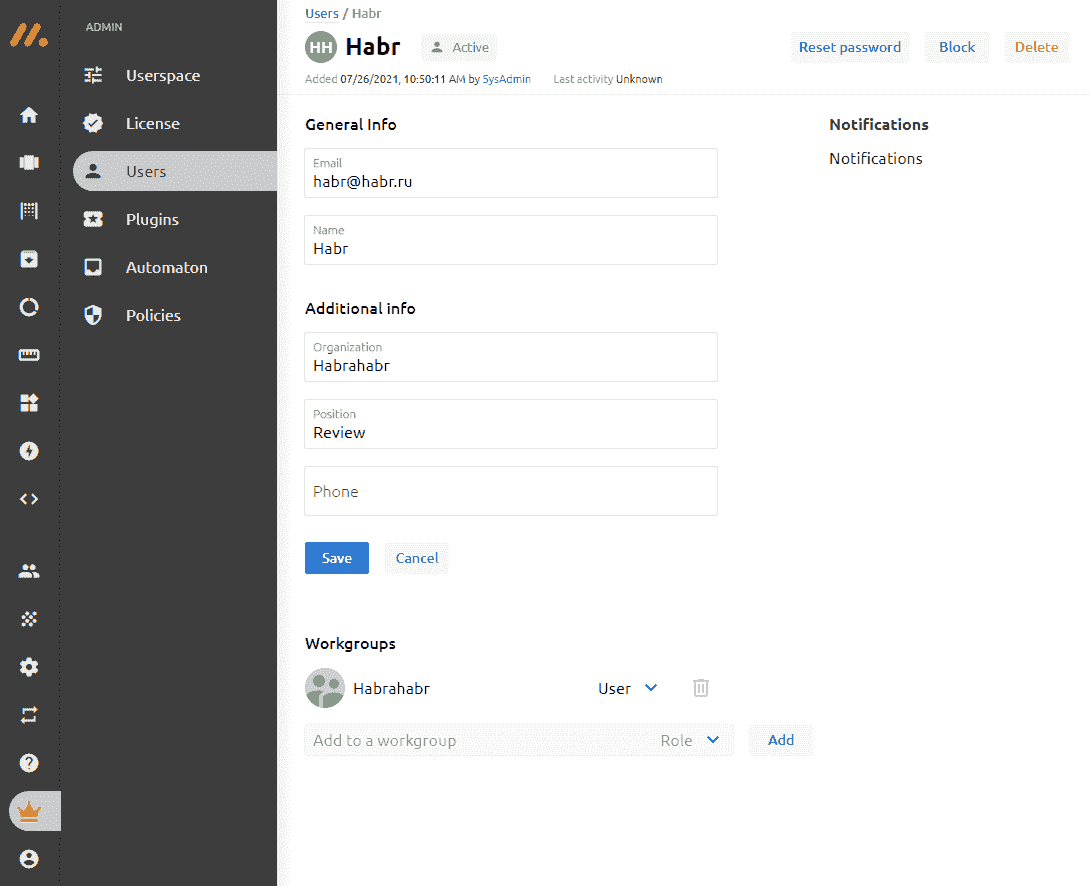 ADMIN
Userspace
License
Users
Plugins
Automaton
Policies
Users / Habr
HH Habr Active
Reset password Block Delete
Added 07/26/2021, 10:50:11 AM by SysAdmin Last activity Unknown
General Info
Email
habr@habr.ru
Name
Habr
Additional info
Organization
Habrahabr
Position
Review
Phone
Save Cancel
Notifications
Notifications
Workgroups
Habrahabr User
Add to a workgroup Role Add